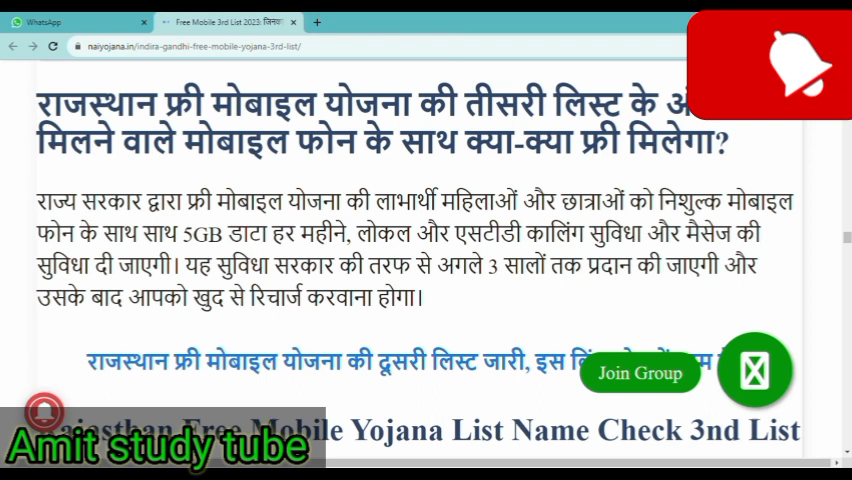 WhatsApp
Free Mobile 3rd List 2023:
naiyojana.in/indira-gandhi-free-mobile-yojana-3rd-list/
राजस्थान फ्री मोबाइल योजना की तीसरी लिस्ट के
मिलने वाले मोबाइल फोन के साथ क्या-क्या फ्री मिलेगा?
राज्य सरकार द्वारा फ्री मोबाइल योजना की लाभार्थी महिलाओं और छात्राओं को निशुल्क मोबाइल
फोन के साथ साथ 5GB डाटा हर महीने, लोकल और एसटीडी कालिंग सुविधा और मैसेज की
सुविधा दी जाएगी। यह सुविधा सरकार की तरफ से अगले 3 सालों तक प्रदान की जाएगी और
उसके बाद आपको खुद से रिचार्ज करवाना होगा।
राजस्थान फ्री मोबाइल योजना की दूसरी लिस्ट जारी, इस
Join Group
Rajasthan Free Mobile Yojana List Name Check 3nd List
Amit study tube